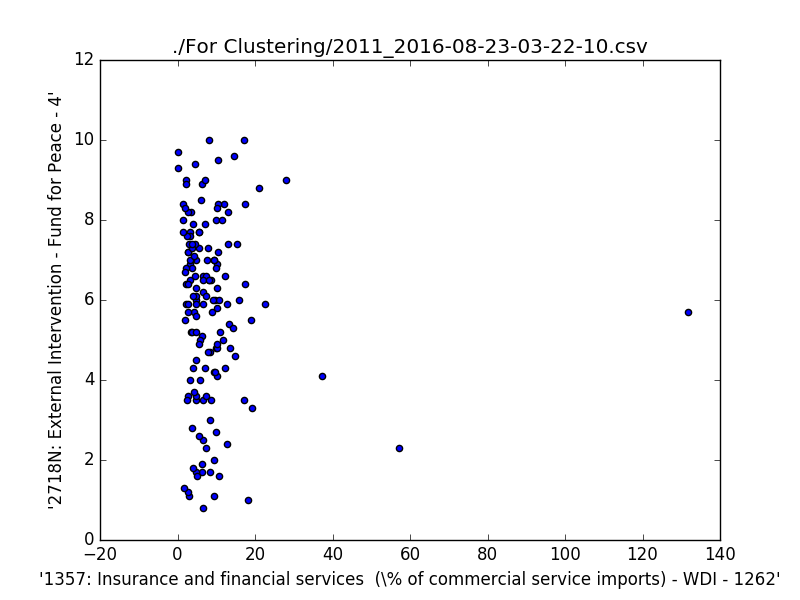 ./For Clustering/2011_2016-08-23-03-22-10.csv
12
10
8
6
4
2
0
'2718N: External Intervention - Fund for Peace - 4'
−20 0 20 40 60 80 100 120 140
'1357: Insurance and financial services  (\% of commercial service imports) - WDI - 1262'